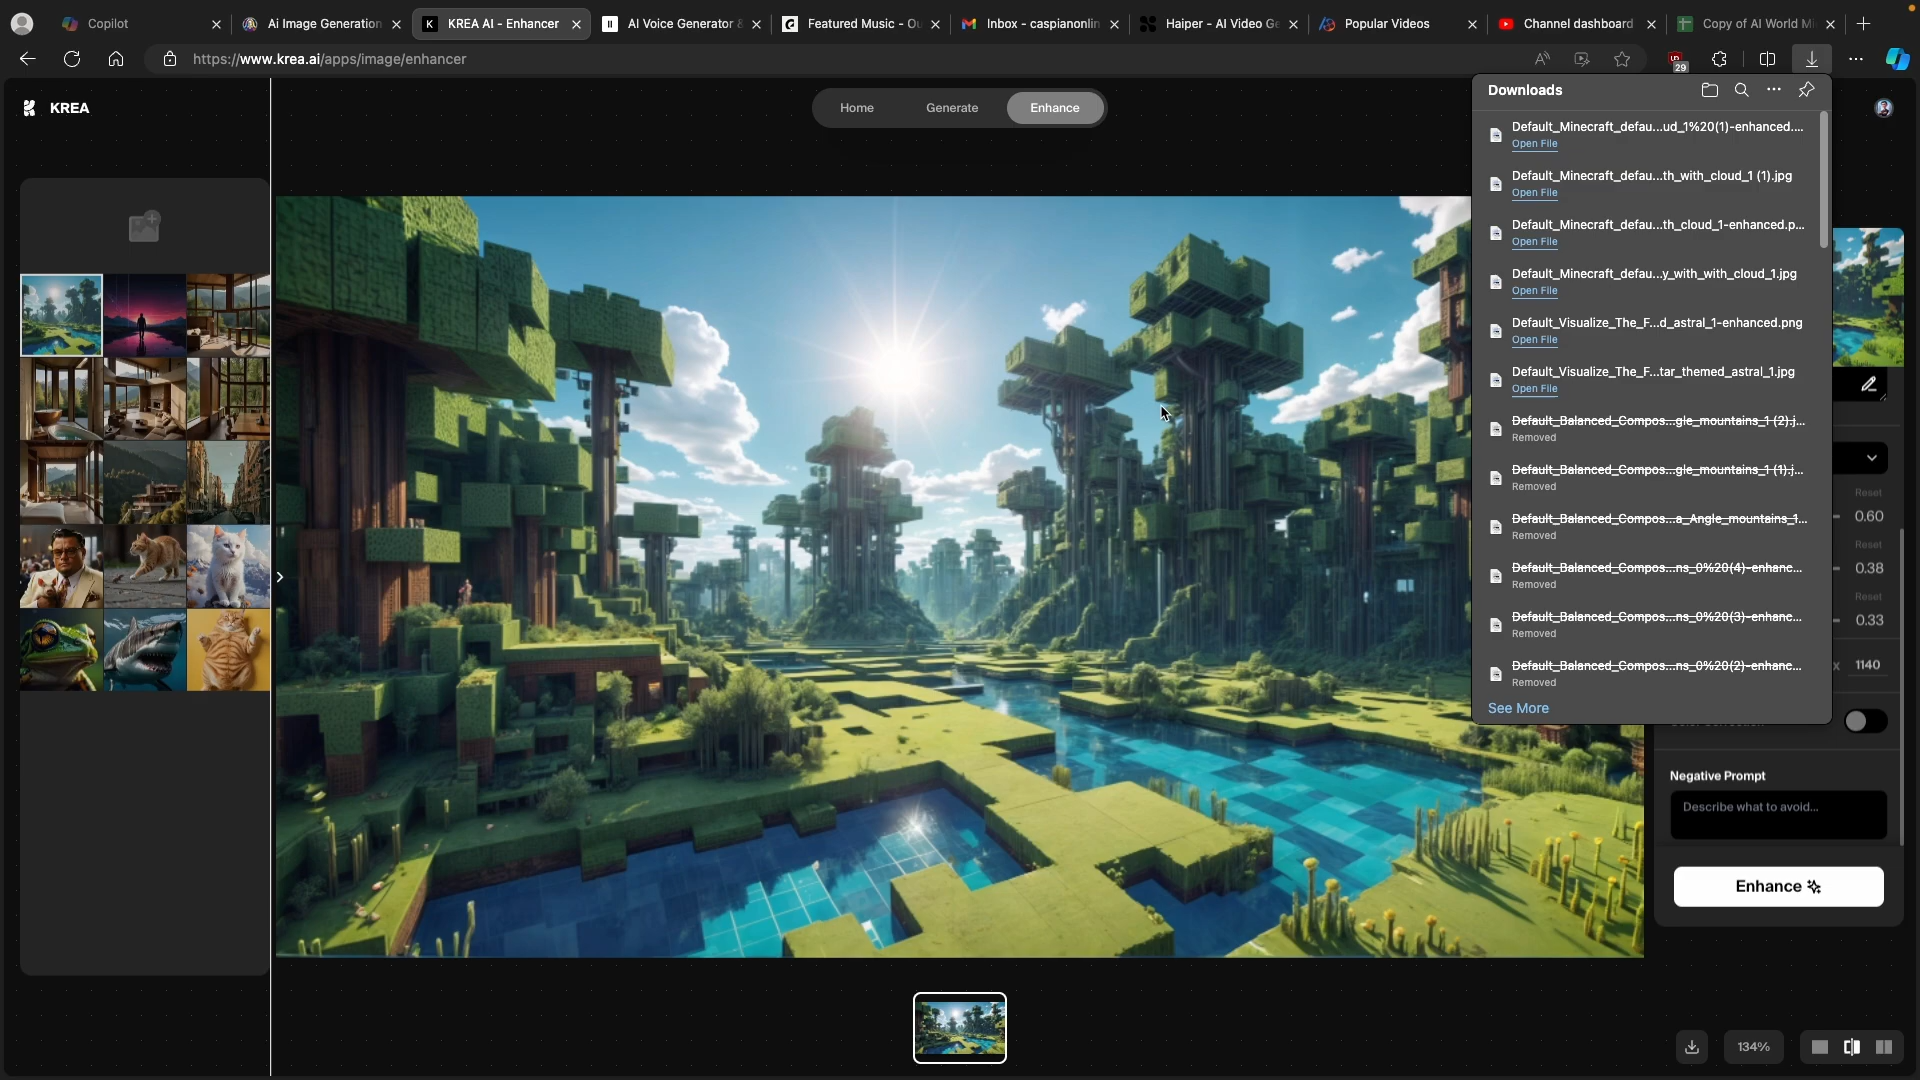 Copilot
Ai Image Generation
KREA AI - Enhancer
AI Voice Generator &
Featured Music - Ou
Inbox - caspianonlin
Haiper - AI Video Ge
Popular Videos
Channel dashboard
Copy of AI World Mi
https://www.krea.ai/apps/image/enhancer
29
KREA
Home
Generate
Enhance
Downloads
Default_Minecraft_defau...ud_1%20(1)-enhanced....
Open File
Default_Minecraft_defau...th_with_cloud_1 (1).jpg
Open File
Default_Minecraft_defau...th_cloud_1-enhanced.p...
Open File
Default_Minecraft_defau...y_with_with_cloud_1.jpg
Open File
Default_Visualize_The_F...d_astral_1-enhanced.png
Open File
Default_Visualize_The_F...tar_themed_astral_1.jpg
Open File
Default_Balanced_Compos...gle_mountains_1 (2).j...
Removed
Default_Balanced_Compos...gle_mountains_1 (1).j...
Removed
Default_Balanced_Compos...a_Angle_mountains_1...
Removed
Default_Balanced_Compos...ns_0%20(4)-enhanc...
Removed
Default_Balanced_Compos...ns_0%20(3)-enhanc...
Removed
Default_Balanced_Compos...ns_0%20(2)-enhanc...
Removed
See More
Reset
0.60
Reset
0.38
Reset
0.33
x 1140
Negative Prompt
Describe what to avoid...
Enhance
134%